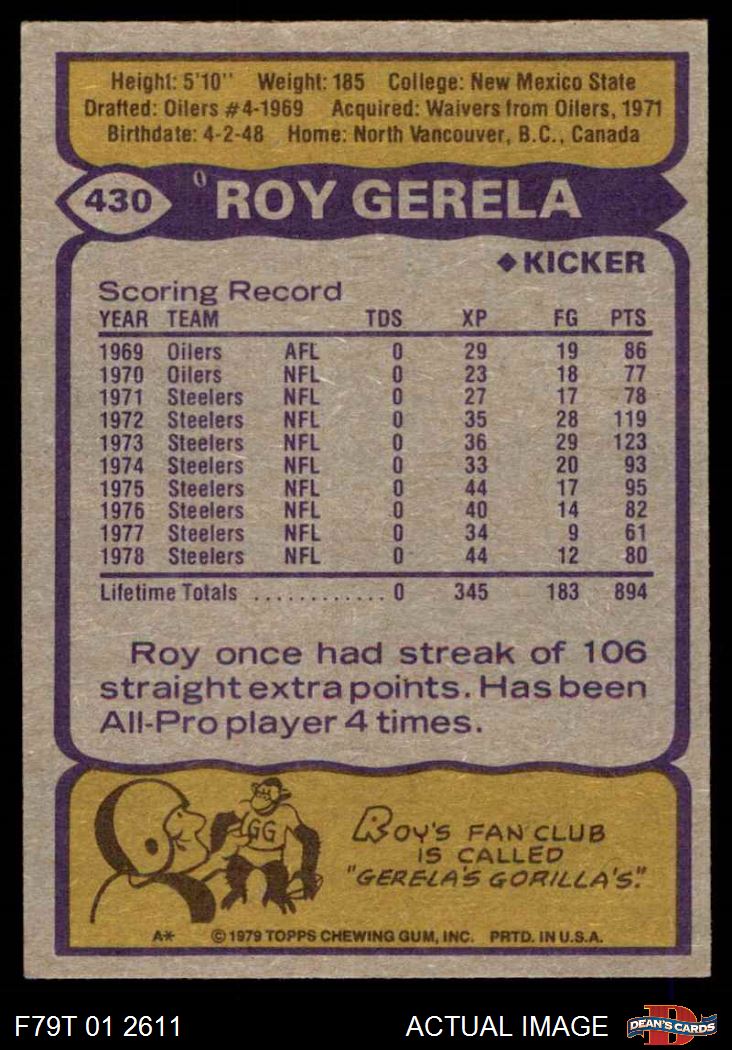 Height: 5'10" Weight: 185 College: New Mexico State
Drafted: Oilers #4-1969 Acquired: Waivers from Oilers, 1971
Birthdate: 4-2-48 Home: North Vancouver, B.C., Canada
430 ROY GERELA
◆ KICKER
Scoring Record
YEAR TEAM TDS XP FG PTS
1969 Oilers AFL 0 29 19 86
1970 Oilers NFL 0 23 18 77
1971 Steelers NFL 0 27 17 78
1972 Steelers NFL 0 35 28 119
1973 Steelers NFL 0 36 29 123
1974 Steelers NFL 0 33 20 93
1975 Steelers NFL 0 44 17 95
1976 Steelers NFL 0 40 14 82
1977 Steelers NFL 0 34 9 61
1978 Steelers NFL 0 44 12 80
Lifetime Totals ............ 0 345 183 894
Roy once had streak of 106
straight extra points. Has been
All-Pro player 4 times.
GG
ROY'S FAN CLUB
IS CALLED
"GERELA'S GORILLA'S."
A* © 1979 TOPPS CHEWING GUM, INC. PRTD. IN U.S.A.
F79T 01 2611 ACTUAL IMAGE D DEAN'S CARDS